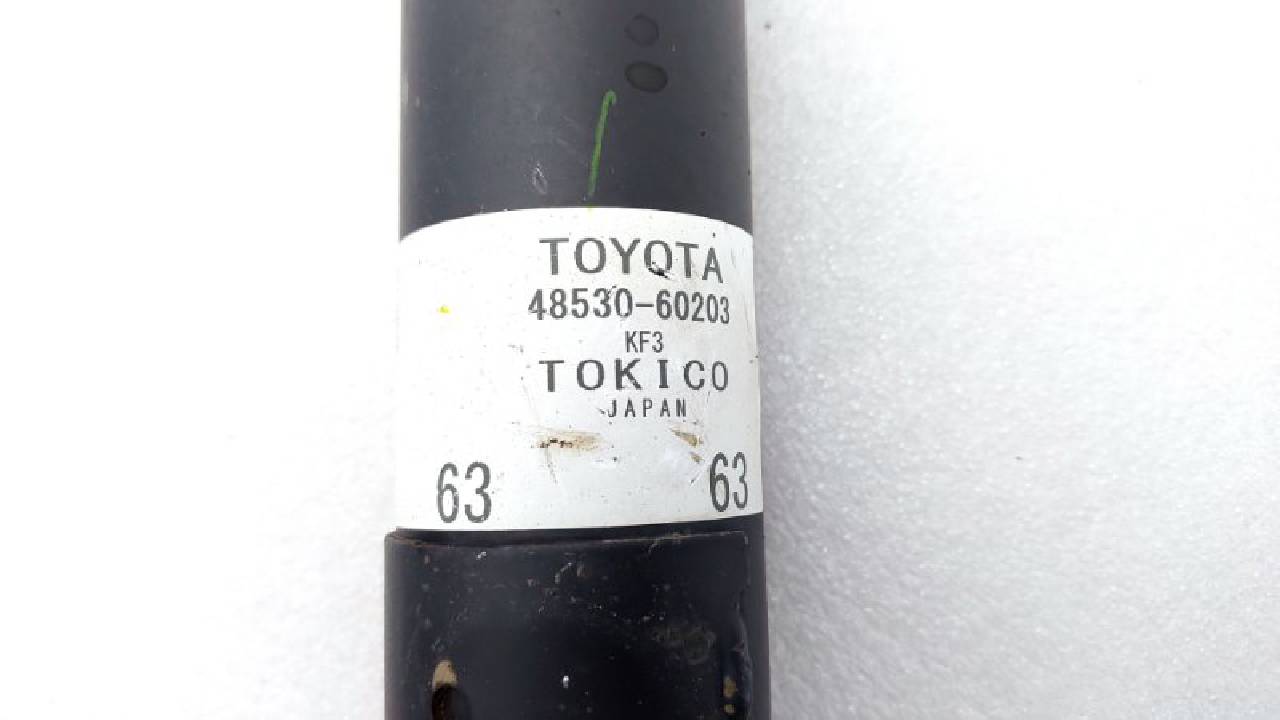 TOYOTA
48530-60203
KF3
TOKICO
JAPAN
63 63